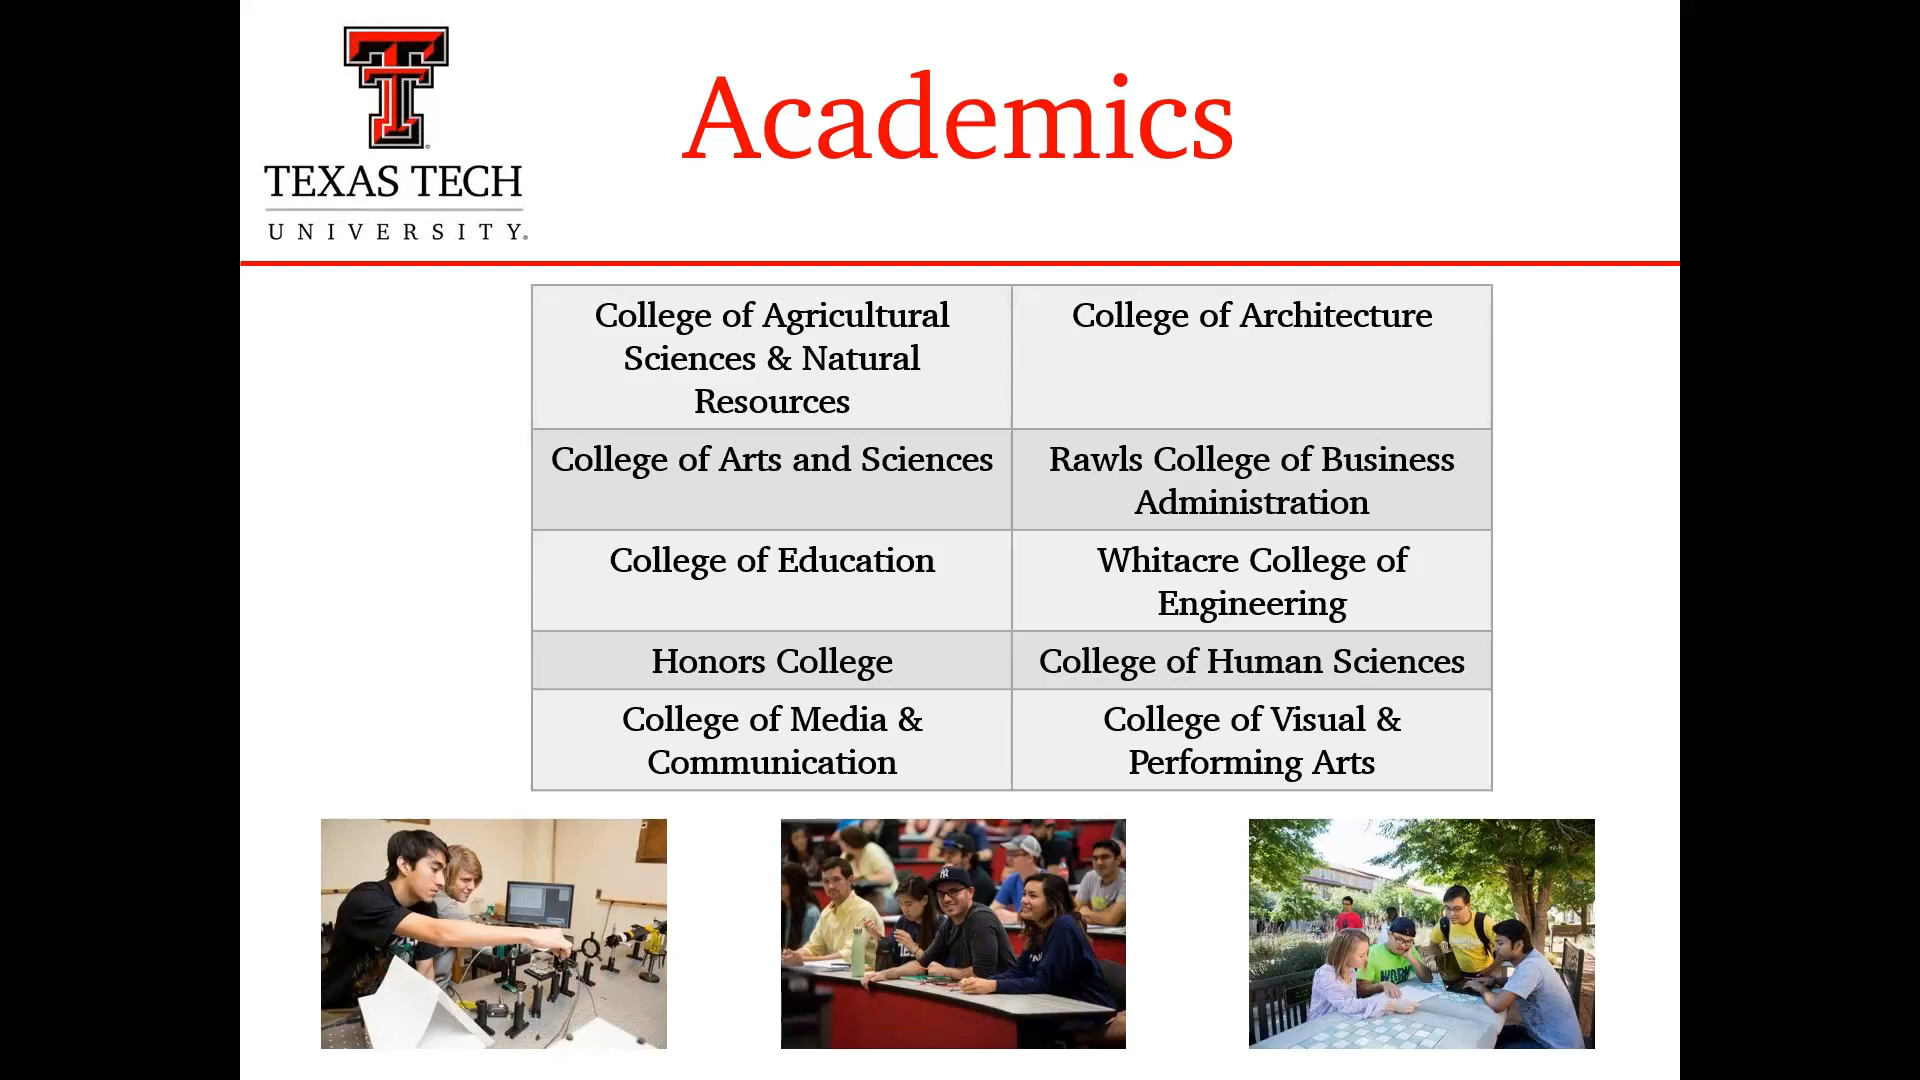 TEXAS TECH
UNIVERSITY
Academics
College of Agricultural
Sciences & Natural
Resources
College of Architecture
College of Arts and Sciences
Rawls College of Business
Administration
College of Education
Whitacre College of
Engineering
Honors College
College of Human Sciences
College of Media &
Communication
College of Visual &
Performing Arts